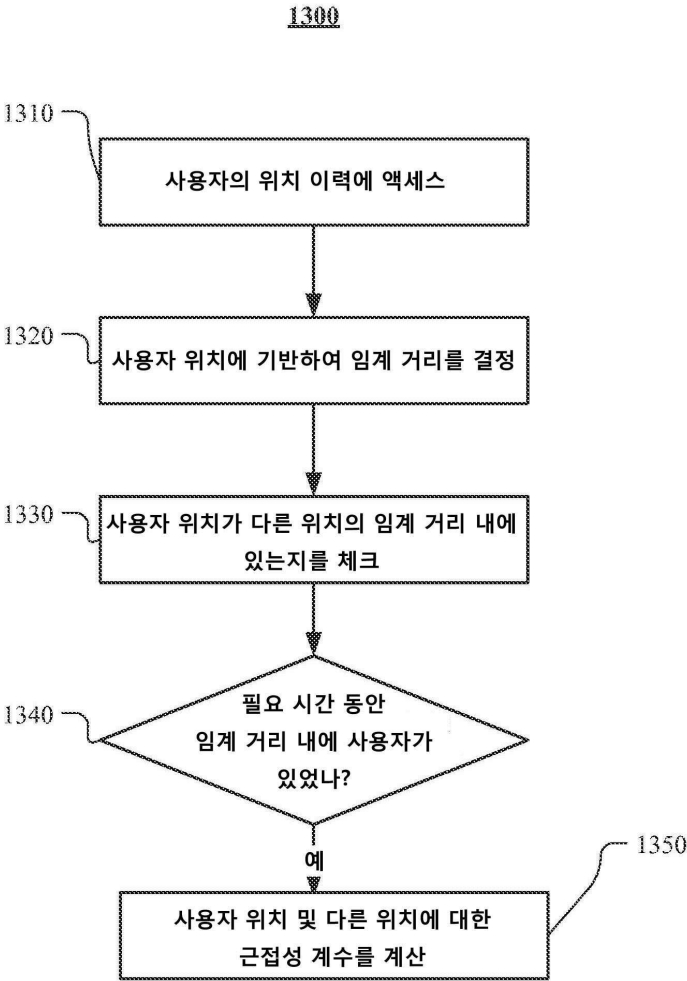 1300
1310
사용자의 위치 이력에 액세스
1320
사용자 위치에 기반하여 임계 거리를 결정
1330
사용자 위치가 다른 위치의 임계 거리 내에
있는지를 체크
1340
필요 시간 동안
임계 거리 내에 사용자가
있었나?
예
1350
사용자 위치 및 다른 위치에 대한
근접성 계수를 계산